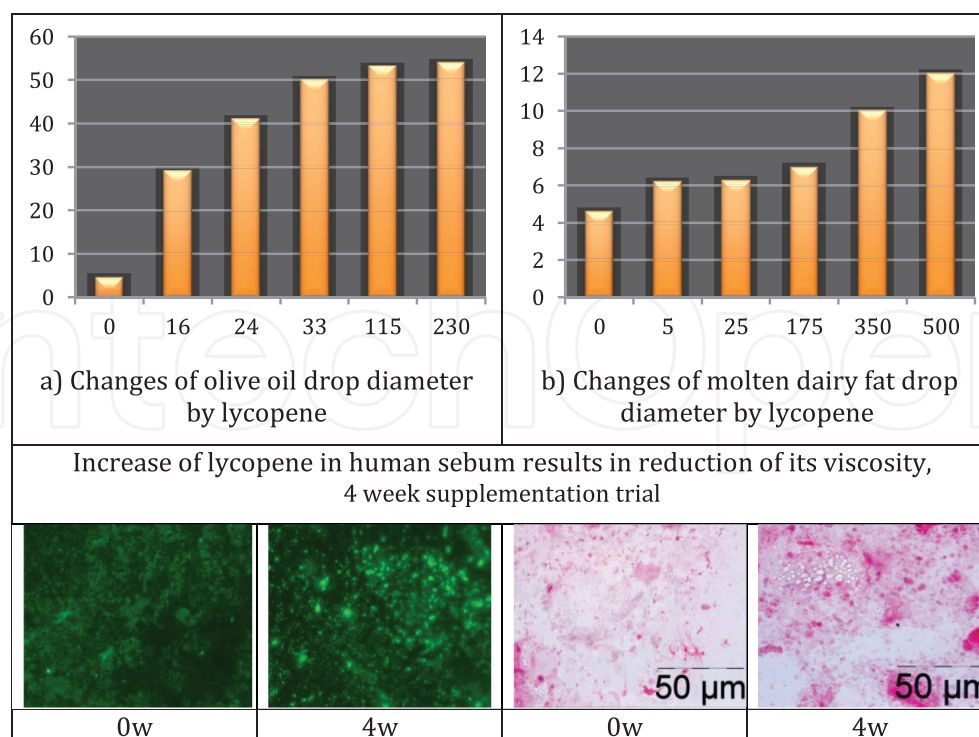 60
50
40
30
20
10
0
0 16 24 33 115 230
a) Changes of olive oil drop diameter
by lycopene
14
12
10
8
6
4
2
0
0 5 25 175 350 500
b) Changes of molten dairy fat drop
diameter by lycopene
Increase of lycopene in human sebum results in reduction of its viscosity,
4 week supplementation trial
50 µm
50 µm
0w 4w 0w 4w